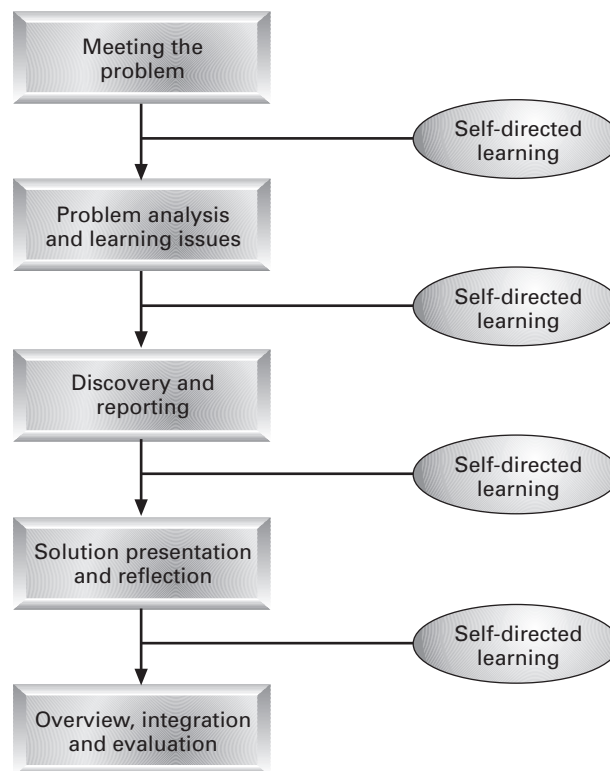 Meeting the
problem
Self-directed
learning
Problem analysis
and learning issues
Self-directed
learning
Discovery and
reporting
Self-directed
learning
Solution presentation
and reflection
Self-directed
learning
Overview, integration
and evaluation